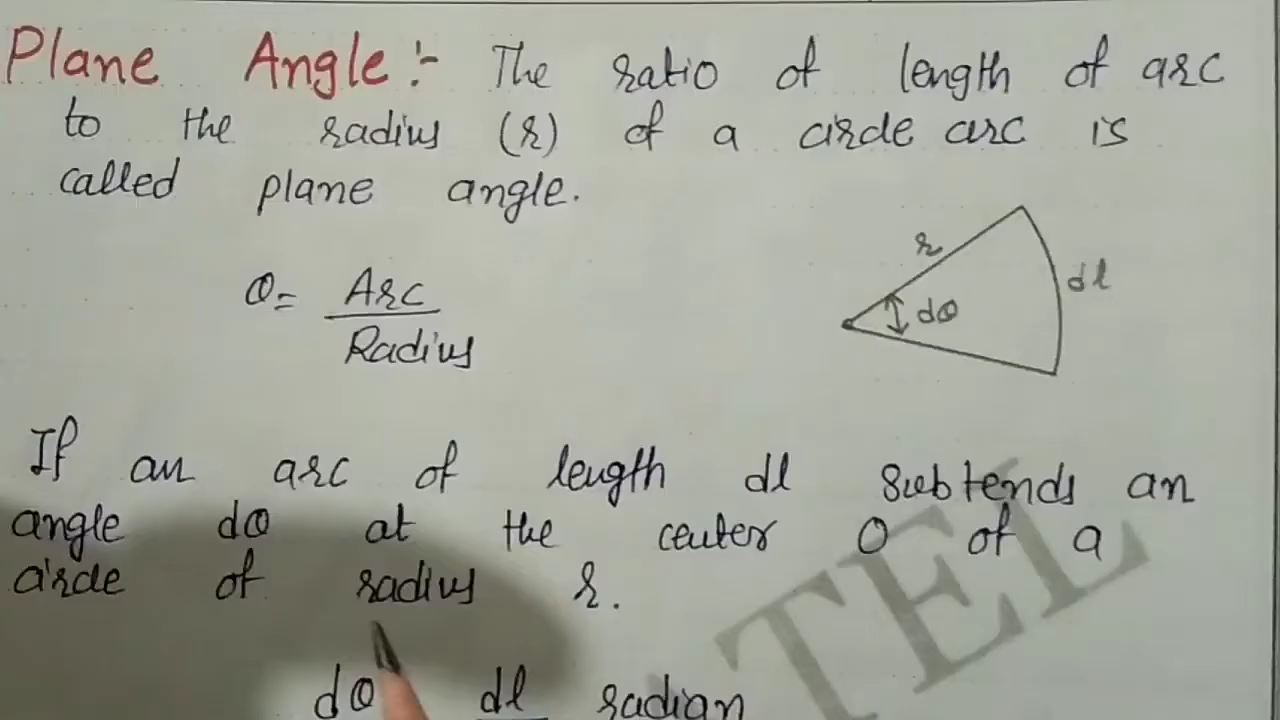 Plane Angle :- The ratio of length of arc
to the radius (r) of a circle arc is
called plane angle.
r
dl
dθ
θ = Arc
Radius
If an arc of length dl subtends an
angle dθ at the center O of a
circle of radius r.
dθ dl radian
TEL